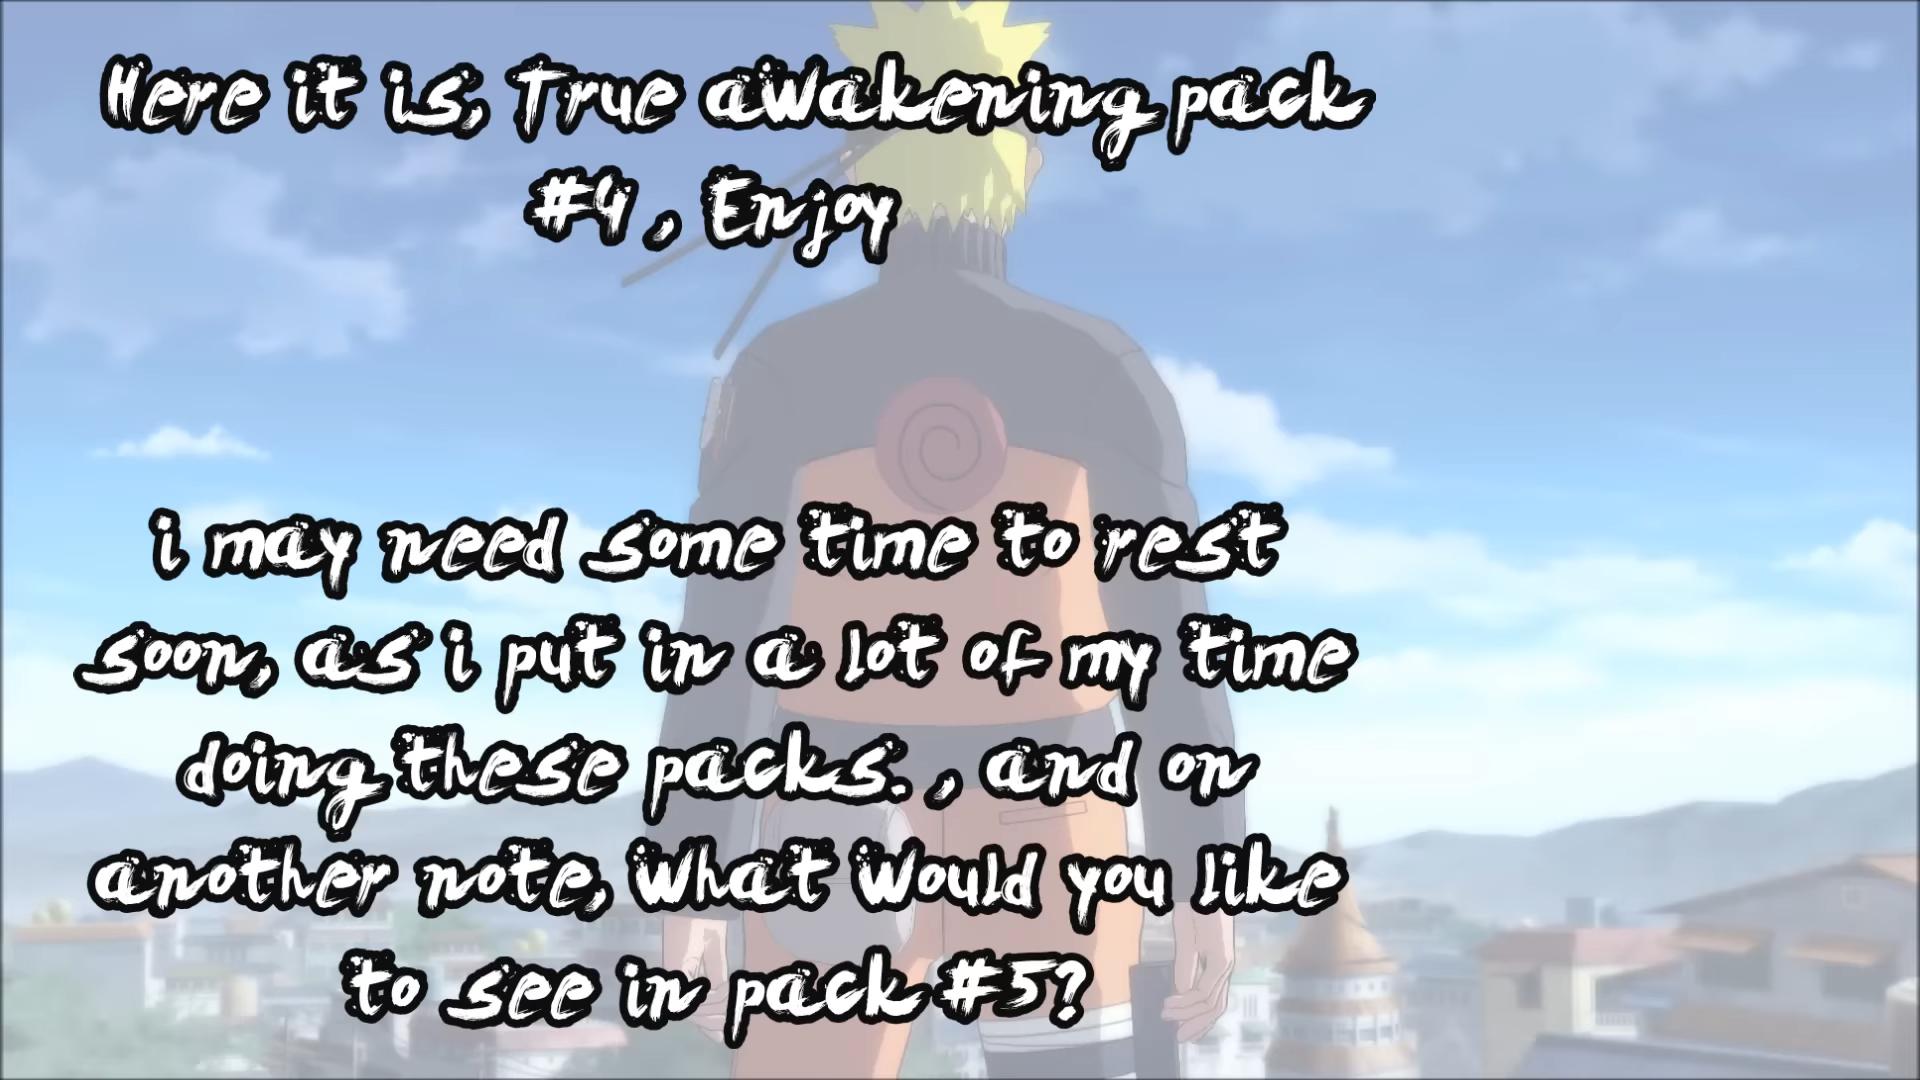 Here it is, True awakening pack
#4 , Enjoy
i may need some time to rest
soon, as i put in a lot of my time
doing these packs. , and on
another note, What Would you like
to see in pack #5?